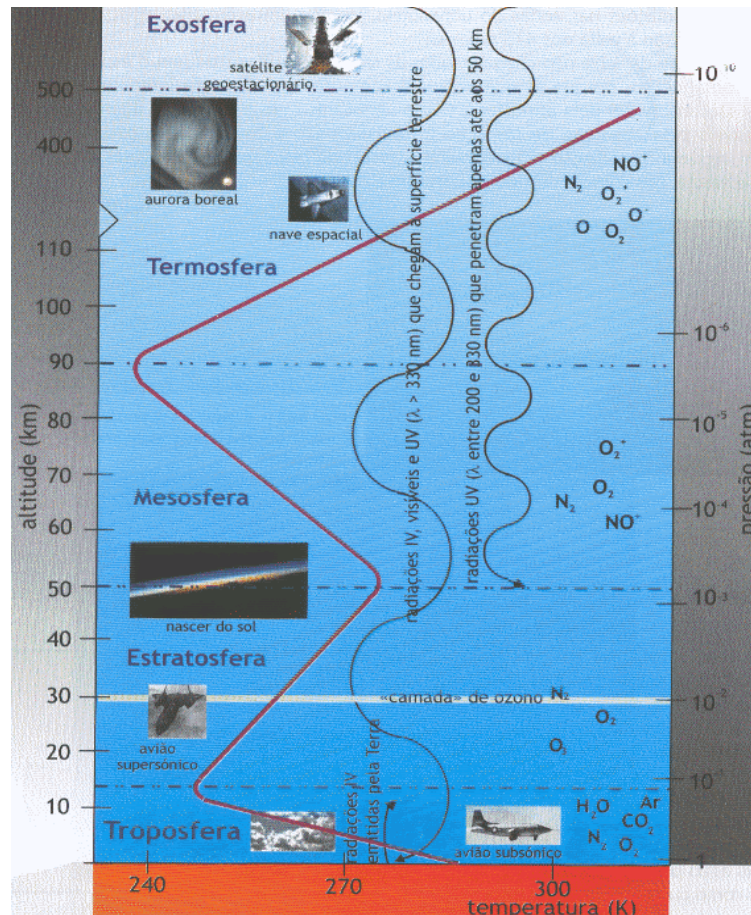 Exosfera
satélite
geoestacionário
10⁻¹⁰
500
400
aurora boreal
nave espacial
NO⁺
N₂
O₂⁺
O⁻
O
O₂
110
Termosfera
100
10⁻⁶
90
80
10⁻⁵
70
O₂⁺
O₂
N₂
NO⁺
10⁻⁴
Mesosfera
60
50
10⁻³
nascer do sol
40
Estratosfera
30
«camada» de ozono
N₂
10⁻²
O₂
O₃
20
avião
supersónico
10
H₂O
Ar
CO₂
N₂
O₂
Troposfera
avião subsónico
1
240
270
300
temperatura (K)
altitude (km)
pressão (atm)
radiações IV, visíveis e UV (λ > 330 nm) que chegam à superfície terrestre
radiações UV (λ entre 200 e 330 nm) que penetram apenas até aos 50 km
radiações IV
emitidas pela Terra